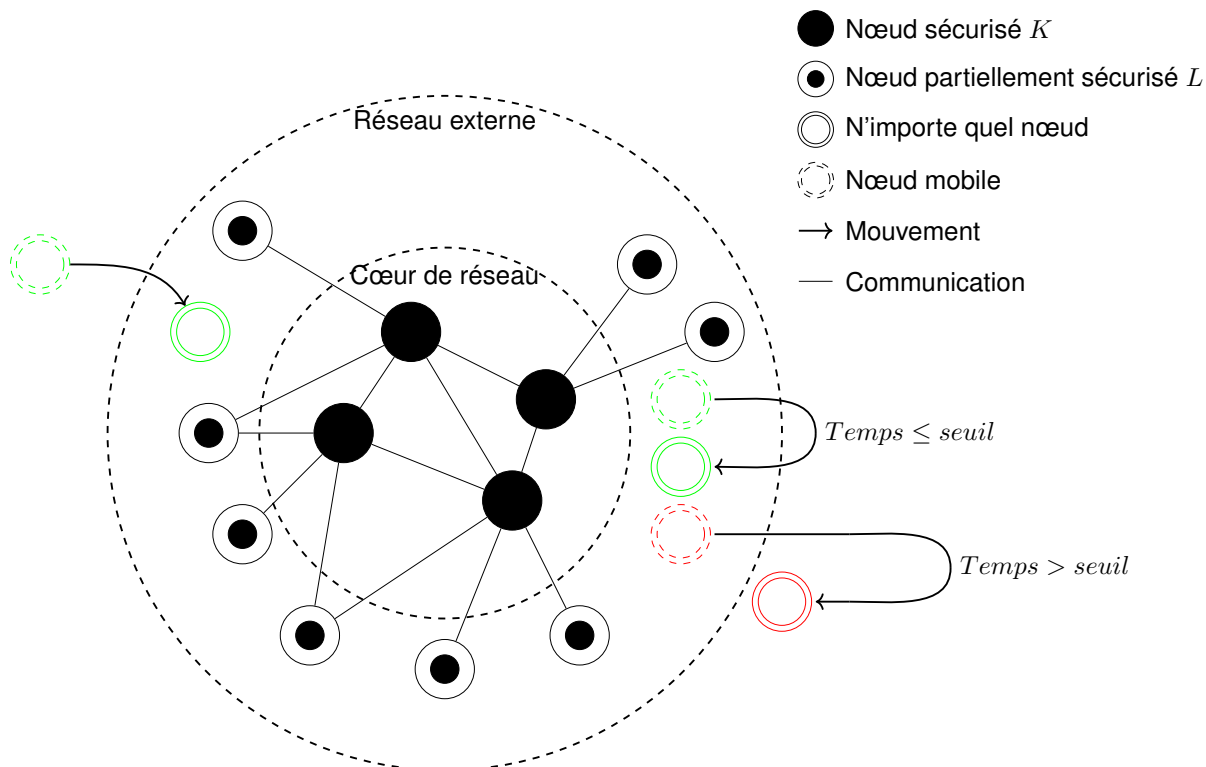 Nœud sécurisé K
Nœud partiellement sécurisé L
N'importe quel nœud
Nœud mobile
Mouvement
Communication
Réseau externe
Cœur de réseau
Temps ≤ seuil
Temps > seuil